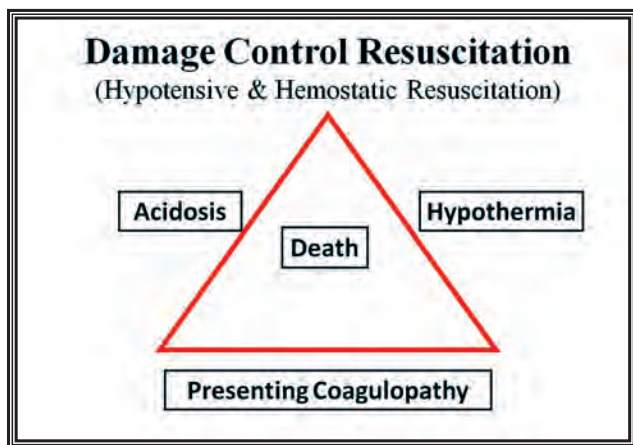 Damage Control Resuscitation
(Hypotensive & Hemostatic Resuscitation)
Acidosis
Hypothermia
Death
Presenting Coagulopathy